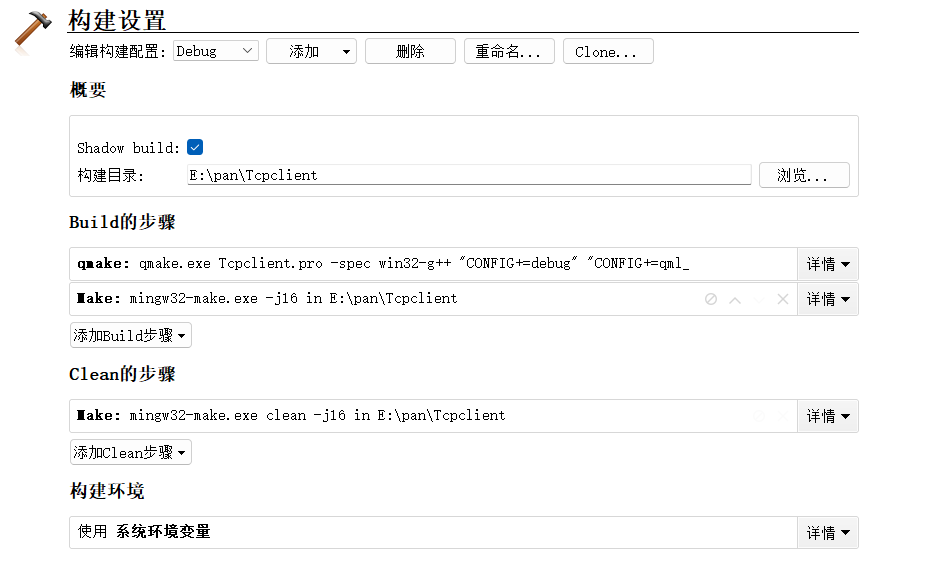 构建设置
编辑构建配置: Debug 添加 删除 重命名... Clone...
概要
Shadow build:
构建目录: E:\pan\Tcpclient 浏览...
Build的步骤
qmake: qmake.exe Tcpclient.pro -spec win32-g++ "CONFIG+=debug" "CONFIG+=qml_ 详情
Make: mingw32-make.exe -j16 in E:\pan\Tcpclient 详情
添加Build步骤
Clean的步骤
Make: mingw32-make.exe clean -j16 in E:\pan\Tcpclient 详情
添加Clean步骤
构建环境
使用 系统环境变量 详情